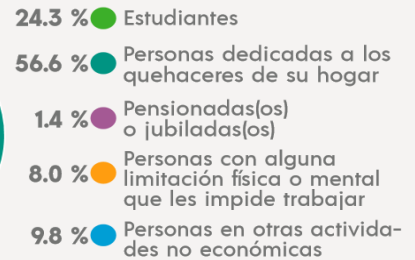 24.3 % Estudiantes
56.6 % Personas dedicadas a los
quehaceres de su hogar
1.4 % Pensionadas(os)
o jubiladas(os)
8.0 % Personas con alguna
limitación física o mental
que les impide trabajar
9.8 % Personas en otras activida-
des no económicas